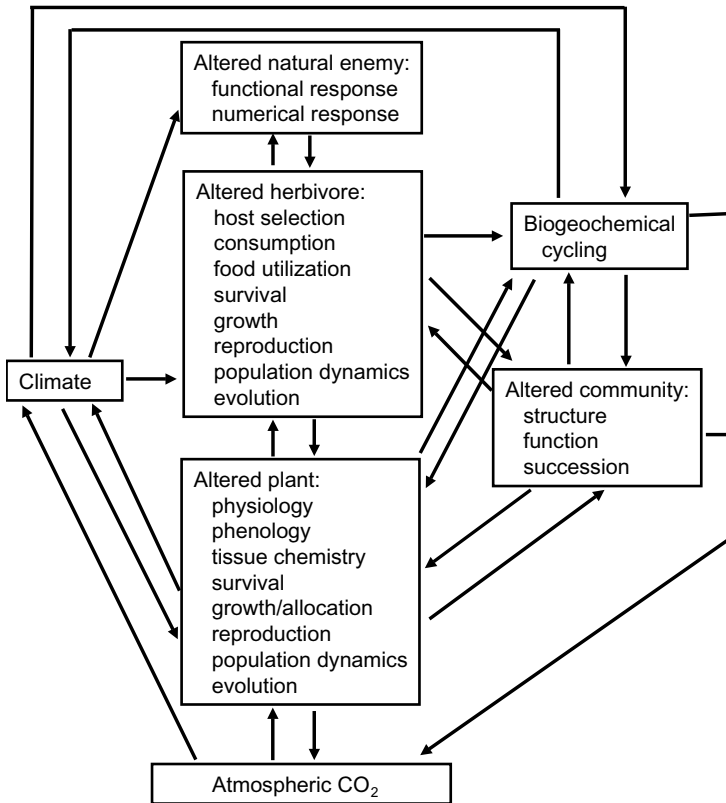 Altered natural enemy:
functional response
numerical response
Altered herbivore:
host selection
consumption
food utilization
survival
growth
reproduction
population dynamics
evolution
Biogeochemical
cycling
Climate
Altered community:
structure
function
succession
Altered plant:
physiology
phenology
tissue chemistry
survival
growth/allocation
reproduction
population dynamics
evolution
Atmospheric CO₂